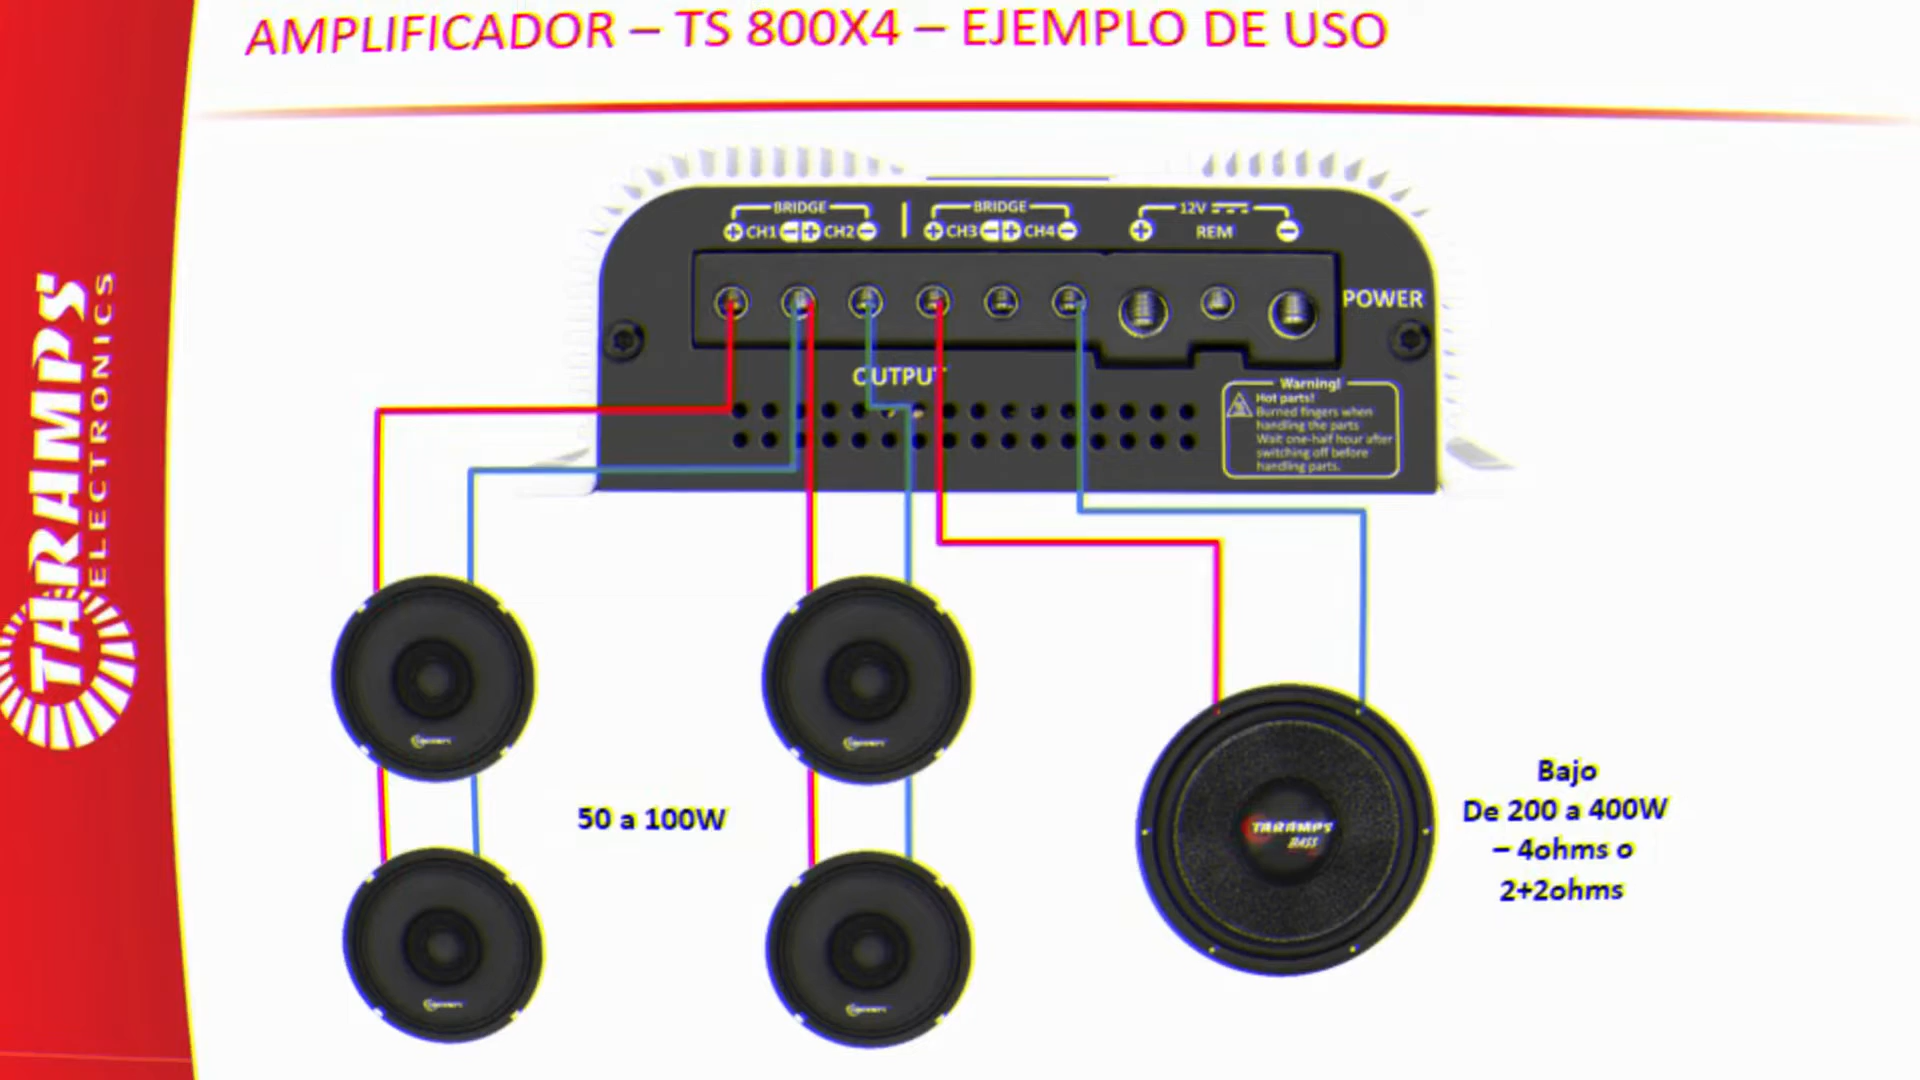 AMPLIFICADOR – TS 800X4 – EJEMPLO DE USO
TARAMPS
ELECTRONICS
BRIDGE
BRIDGE
12V
+ CH1 − + CH2 −
+ CH3 − + CH4 −
+ REM −
POWER
OUTPUT
Warning!
Hot parts!
Burned fingers when
handling the parts
Wait one-half hour after
switching off before
handling parts.
50 a 100W
TARAMPS
BASS
Bajo
De 200 a 400W
– 4ohms o
2+2ohms